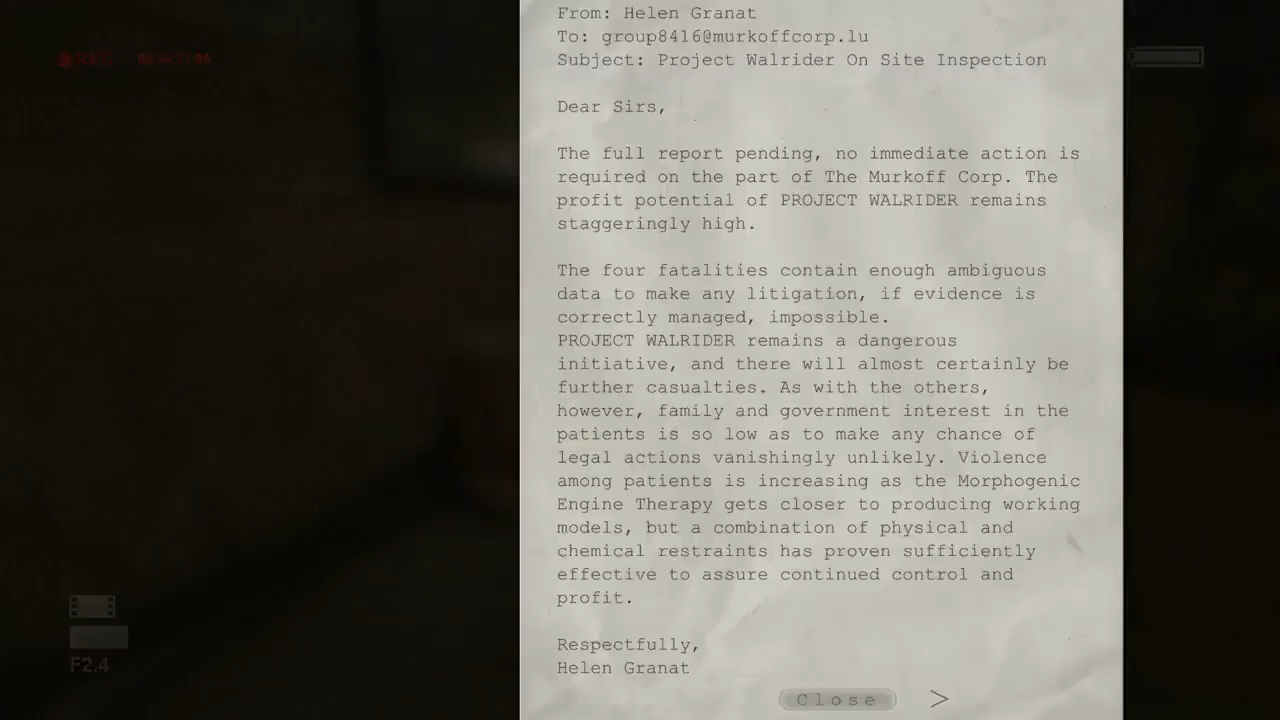 From: Helen Granat
To: group8416@murkoffcorp.lu
Subject: Project Walrider On Site Inspection
Dear Sirs,
The full report pending, no immediate action is
required on the part of The Murkoff Corp. The
profit potential of PROJECT WALRIDER remains
staggeringly high.
The four fatalities contain enough ambiguous
data to make any litigation, if evidence is
correctly managed, impossible.
PROJECT WALRIDER remains a dangerous
initiative, and there will almost certainly be
further casualties. As with the others,
however, family and government interest in the
patients is so low as to make any chance of
legal actions vanishingly unlikely. Violence
among patients is increasing as the Morphogenic
Engine Therapy gets closer to producing working
models, but a combination of physical and
chemical restraints has proven sufficiently
effective to assure continued control and
profit.
Respectfully,
Helen Granat
Close >
REC
F2.4